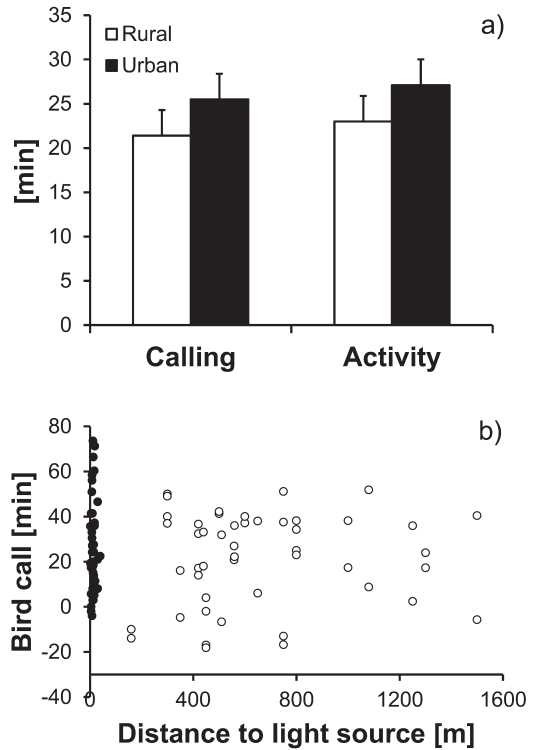 35
30
25
20
15
10
5
0
[min]
Rural
Urban
a)
Calling Activity
80
60
40
20
0
-20
-40
Bird call [min]
b)
0 400 800 1200 1600
Distance to light source [m]